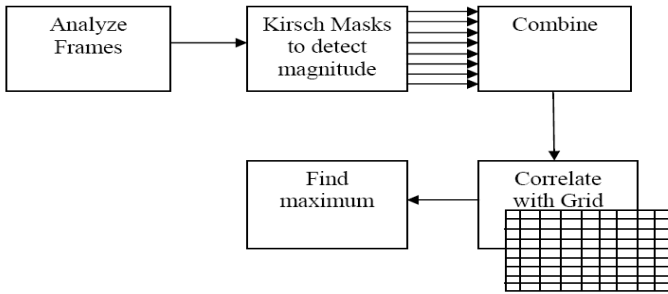 Analyze
Frames
Kirsch Masks
to detect
magnitude
Combine
Find
maximum
Correlate
with Grid